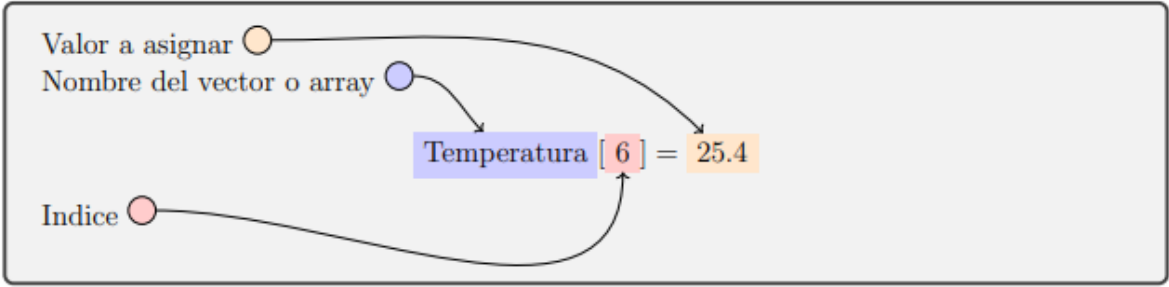 Valor a asignar
Nombre del vector o array
Temperatura [ 6 ] = 25.4
Indice